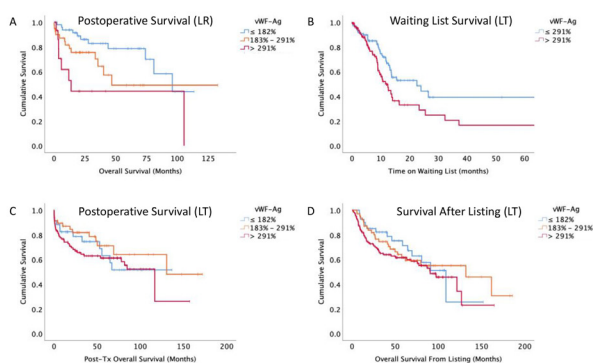 A
Postoperative Survival (LR)
vWF-Ag
≤ 182%
183% - 291%
> 291%
Cumulative Survival
1.0
0.8
0.6
0.4
0.2
0.0
0 25 50 75 100 125
Overall Survival (Months)
B
Waiting List Survival (LT)
vWF-Ag
≤ 291%
> 291%
Cumulative Survival
1.0
0.8
0.6
0.4
0.2
0.0
0 10 20 30 40 50 60
Time on Waiting List (months)
C
Postoperative Survival (LT)
vWF-Ag
≤ 182%
183% - 291%
> 291%
Cumulative Survival
1.0
0.8
0.6
0.4
0.2
0.0
0 50 100 150 200
Post-Tx Overall Survival (Months)
D
Survival After Listing (LT)
vWF-Ag
≤ 182%
183% - 291%
> 291%
Cumulative Survival
1.0
0.8
0.6
0.4
0.2
0.0
0 50 100 150 200
Overall Survival From Listing (Months)